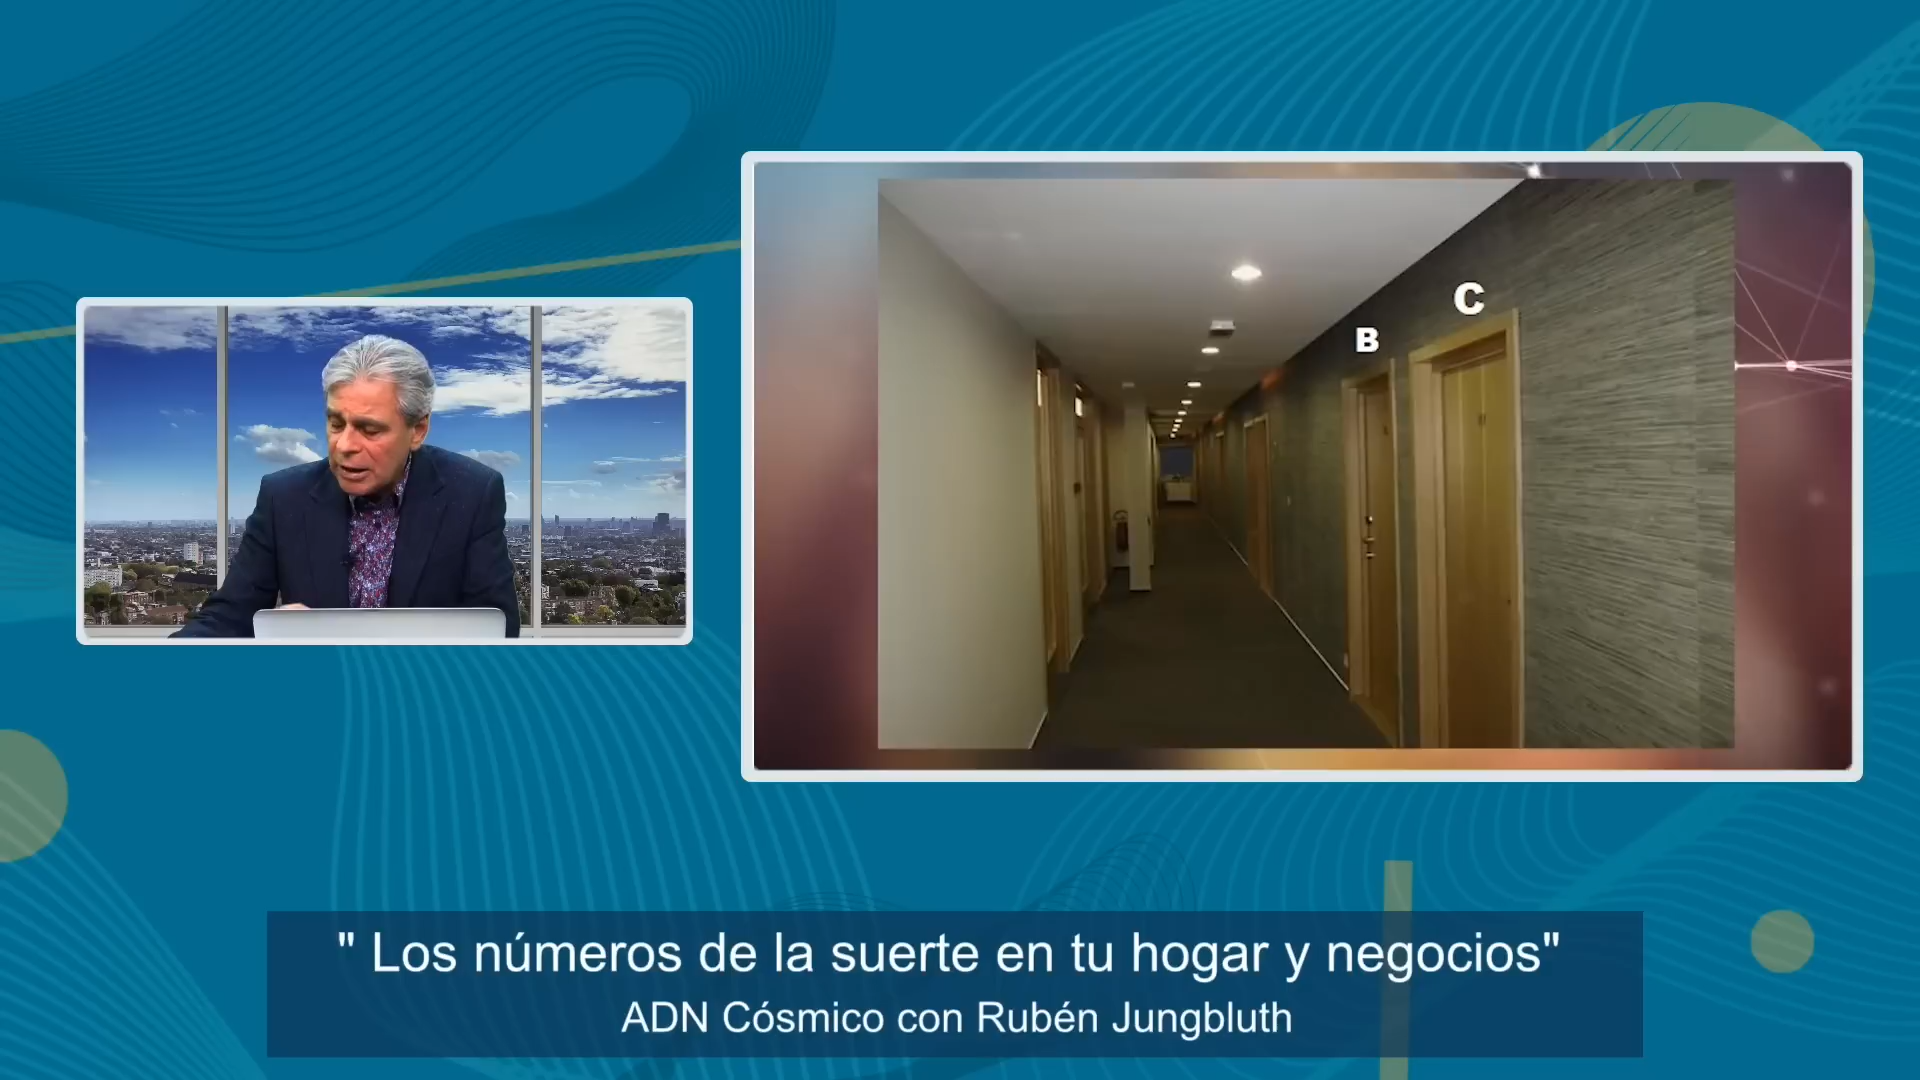 B
C
" Los números de la suerte en tu hogar y negocios"
ADN Cósmico con Rubén Jungbluth